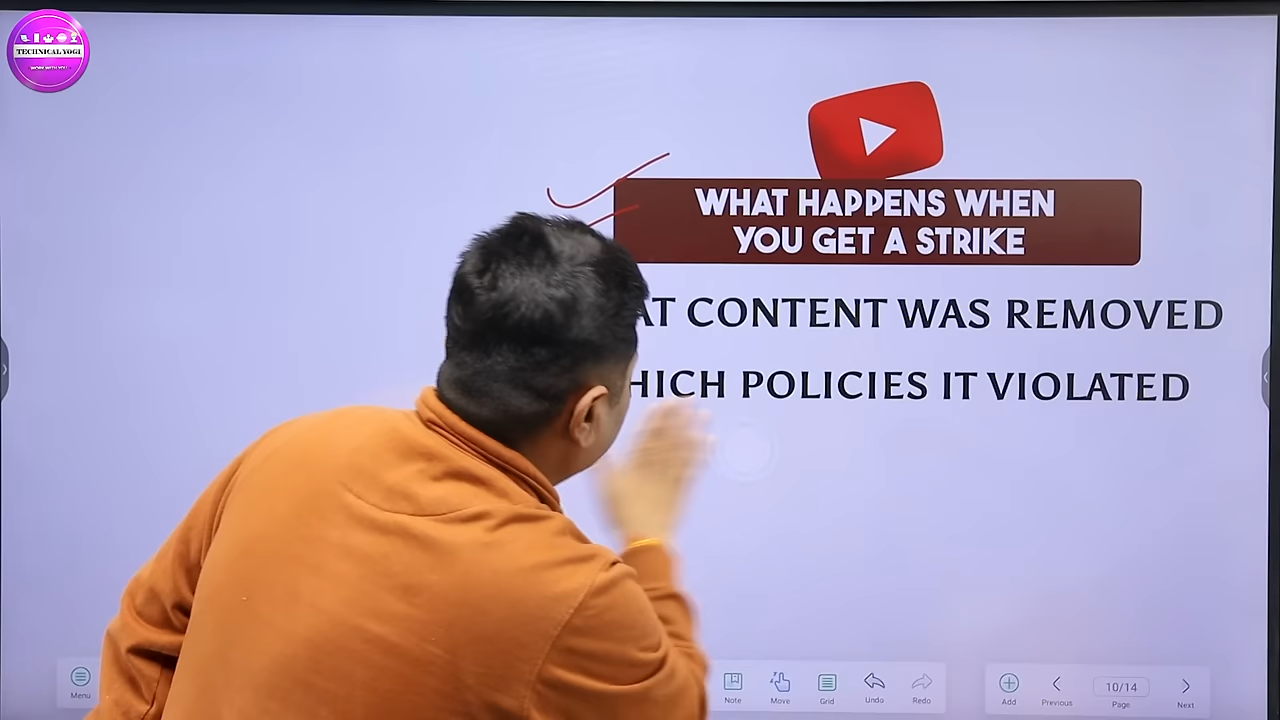 TECHNICAL YOGI
WHAT HAPPENS WHEN
YOU GET A STRIKE
AT CONTENT WAS REMOVED
HICH POLICIES IT VIOLATED
Menu
Note
Move
Grid
Undo
Redo
Add
Previous
10/14
Page
Next